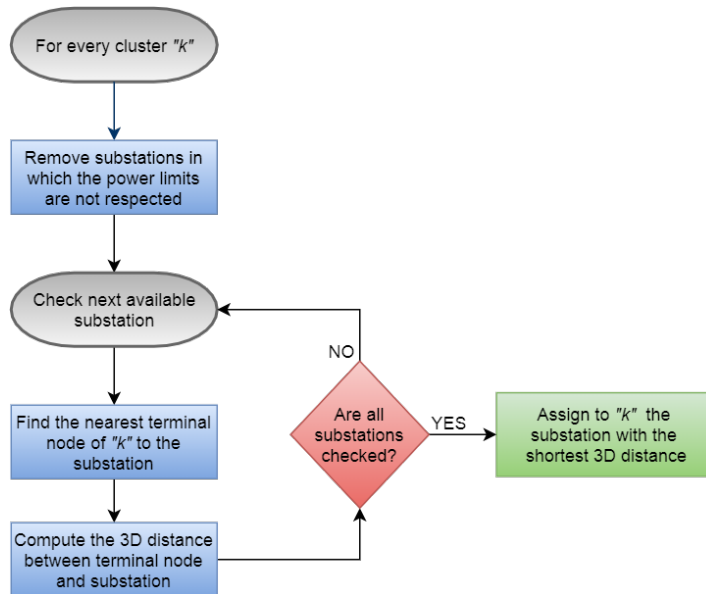 For every cluster "k"
Remove substations in
which the power limits
are not respected
Check next available
substation
Find the nearest terminal
node of "k" to the
substation
Compute the 3D distance
between terminal node
and substation
NO
Are all
substations
checked?
YES
Assign to "k" the
substation with the
shortest 3D distance